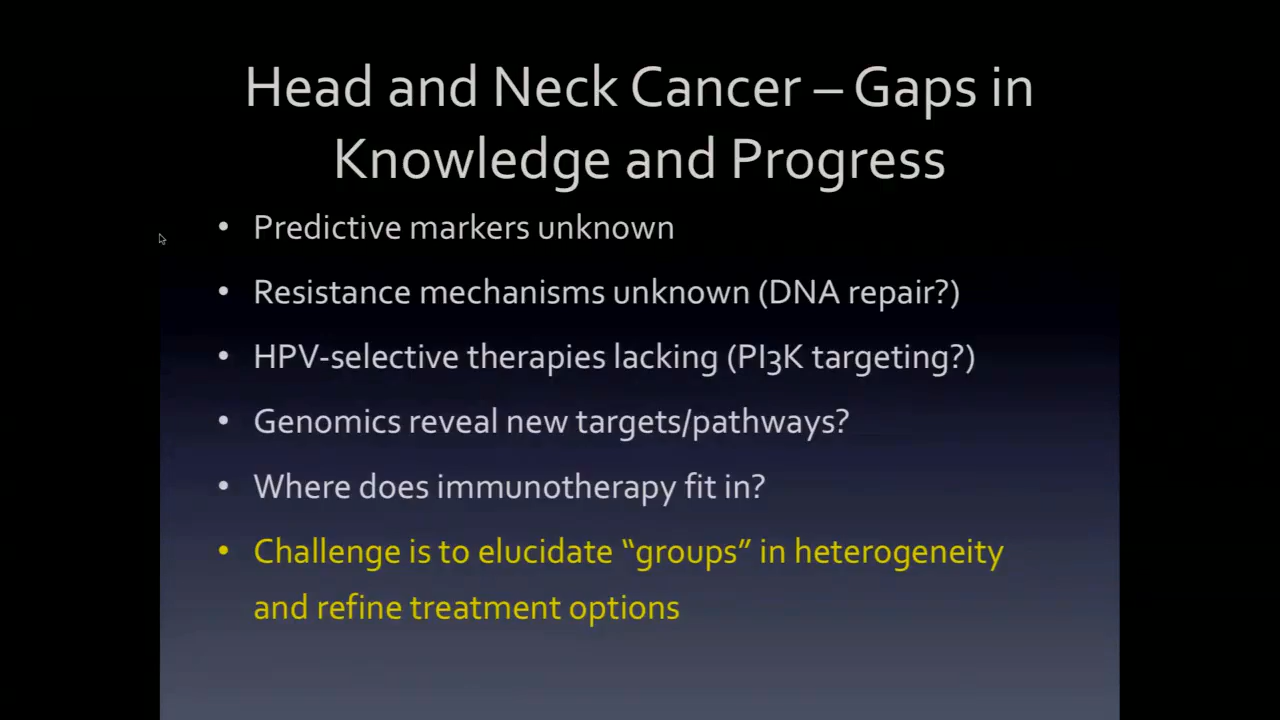 Head and Neck Cancer – Gaps in
Knowledge and Progress
• Predictive markers unknown
• Resistance mechanisms unknown (DNA repair?)
• HPV-selective therapies lacking (PI3K targeting?)
• Genomics reveal new targets/pathways?
• Where does immunotherapy fit in?
• Challenge is to elucidate “groups” in heterogeneity
and refine treatment options